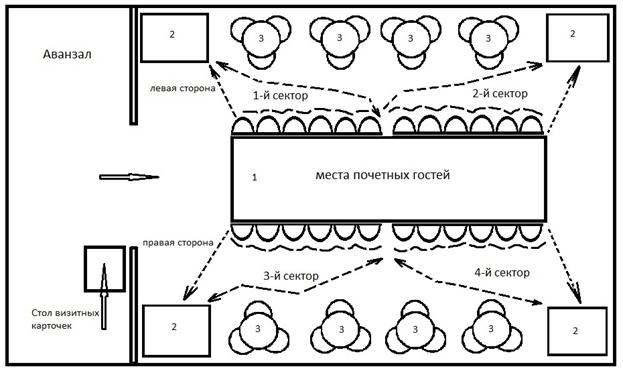 Аванзал
2
3
3
3
3
2
левая сторона
1-й сектор
2-й сектор
1
места почетных гостей
правая сторона
3-й сектор
4-й сектор
Стол визитных
карточек
2
3
3
3
3
2